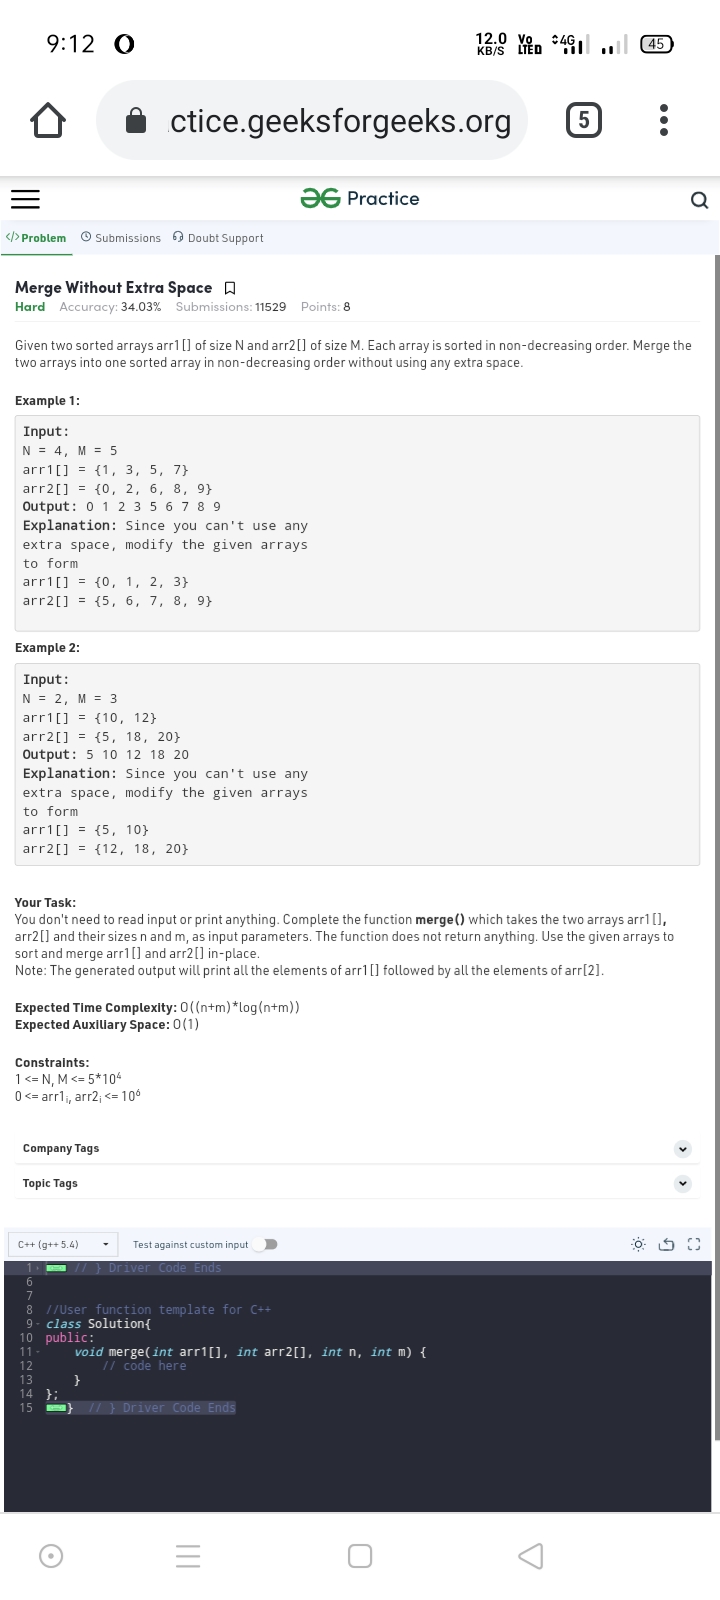 9:12
12.0 KB/S Vo LTED 4G 45
ctice.geeksforgeeks.org 5
Practice
</>Problem Submissions Doubt Support
Merge Without Extra Space
Hard Accuracy: 34.03% Submissions: 11529 Points: 8
Given two sorted arrays arr1[] of size N and arr2[] of size M. Each array is sorted in non-decreasing order. Merge the
two arrays into one sorted array in non-decreasing order without using any extra space.
Example 1:
Input:
N = 4, M = 5
arr1[] = {1, 3, 5, 7}
arr2[] = {0, 2, 6, 8, 9}
Output: 0 1 2 3 5 6 7 8 9
Explanation: Since you can't use any
extra space, modify the given arrays
to form
arr1[] = {0, 1, 2, 3}
arr2[] = {5, 6, 7, 8, 9}
Example 2:
Input:
N = 2, M = 3
arr1[] = {10, 12}
arr2[] = {5, 18, 20}
Output: 5 10 12 18 20
Explanation: Since you can't use any
extra space, modify the given arrays
to form
arr1[] = {5, 10}
arr2[] = {12, 18, 20}
Your Task:
You don't need to read input or print anything. Complete the function merge() which takes the two arrays arr1[],
arr2[] and their sizes n and m, as input parameters. The function does not return anything. Use the given arrays to
sort and merge arr1[] and arr2[] in-place.
Note: The generated output will print all the elements of arr1[] followed by all the elements of arr[2].
Expected Time Complexity: O((n+m)*log(n+m))
Expected Auxiliary Space: O(1)
Constraints:
1 <= N, M <= 5*10⁴
0 <= arr1ᵢ, arr2ᵢ <= 10⁶
Company Tags
Topic Tags
C++ (g++ 5.4) Test against custom input
1 // } Driver Code Ends
6
7
8 //User function template for C++
9 class Solution{
10 public:
11 void merge(int arr1[], int arr2[], int n, int m) {
12 // code here
13 }
14 };
15 } // } Driver Code Ends